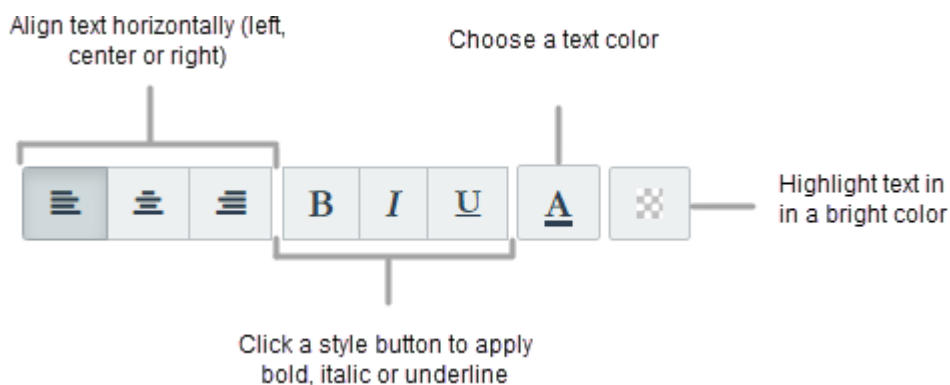 Align text horizontally (left,
center or right)
Choose a text color
B I U A
Highlight text in
in a bright color
Click a style button to apply
bold, italic or underline